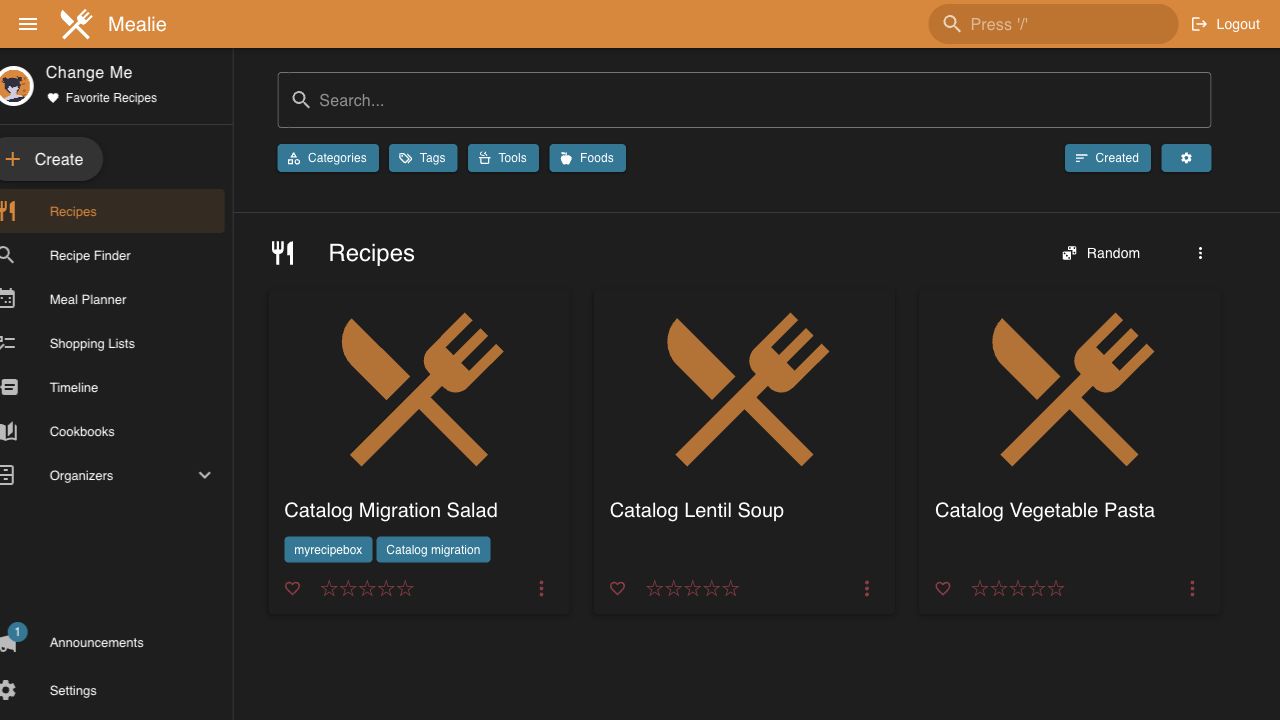 Mealie
Press '/'
Logout
Change Me
Favorite Recipes
Create
Recipes
Recipe Finder
Meal Planner
Shopping Lists
Timeline
Cookbooks
Organizers
1
Announcements
Settings
Search...
Categories
Tags
Tools
Foods
Created
Recipes
Random
Catalog Migration Salad
myrecipebox
Catalog migration
Catalog Lentil Soup
Catalog Vegetable Pasta